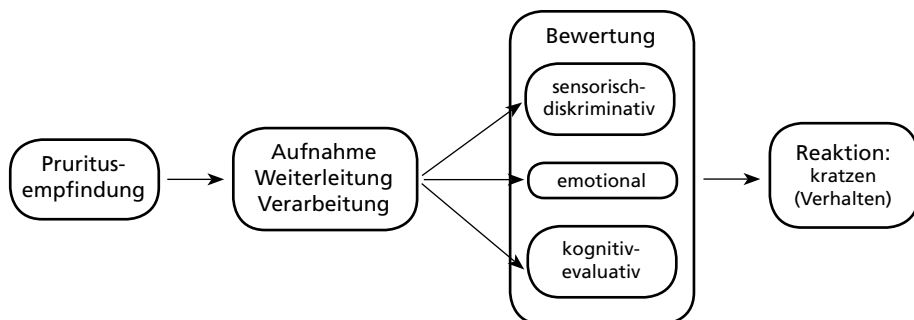 Pruritus-
empfindung
Aufnahme
Weiterleitung
Verarbeitung
Bewertung
sensorisch-
diskriminativ
emotional
kognitiv-
evaluativ
Reaktion:
kratzen
(Verhalten)